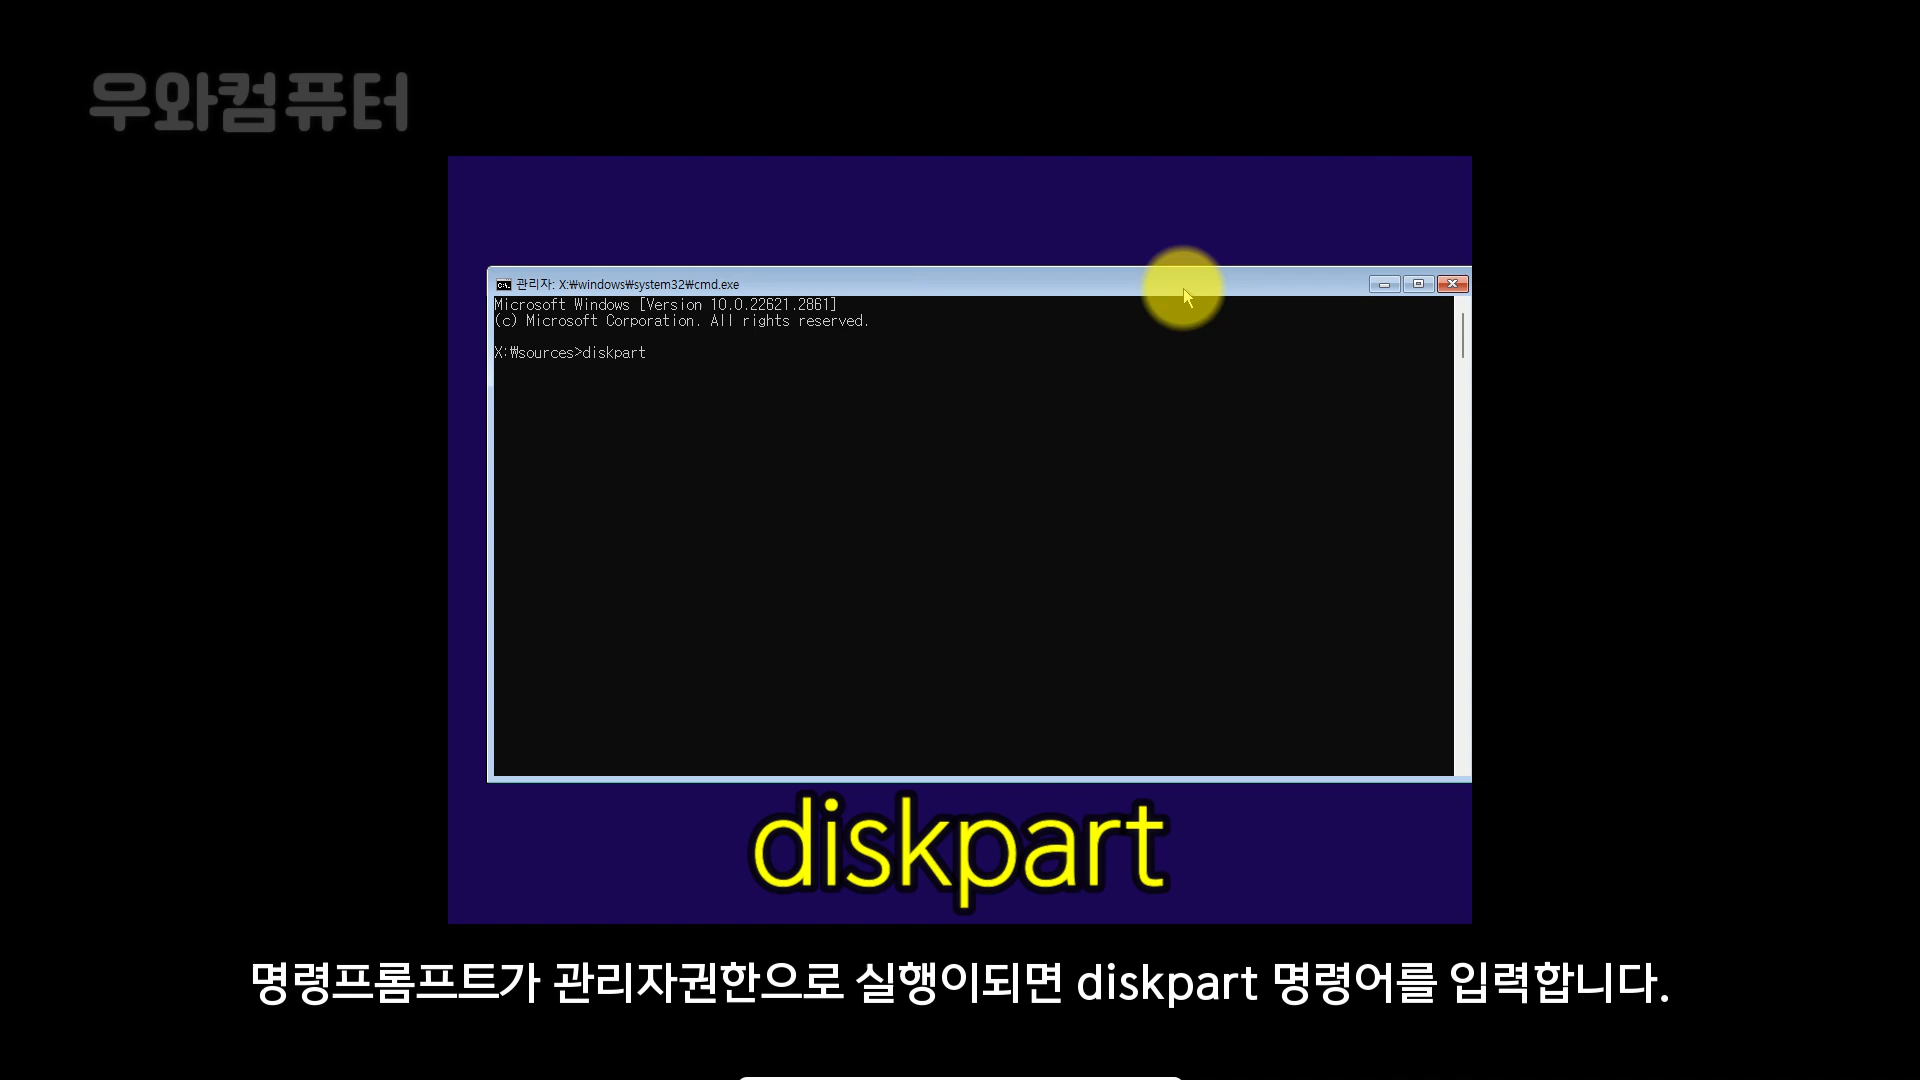 우와컴퓨터
관리자: X:₩windows₩system32₩cmd.exe
Microsoft Windows [Version 10.0.22621.2861]
(c) Microsoft Corporation. All rights reserved.
X:₩sources>diskpart
diskpart
명령프롬프트가 관리자권한으로 실행이되면 diskpart 명령어를 입력합니다.